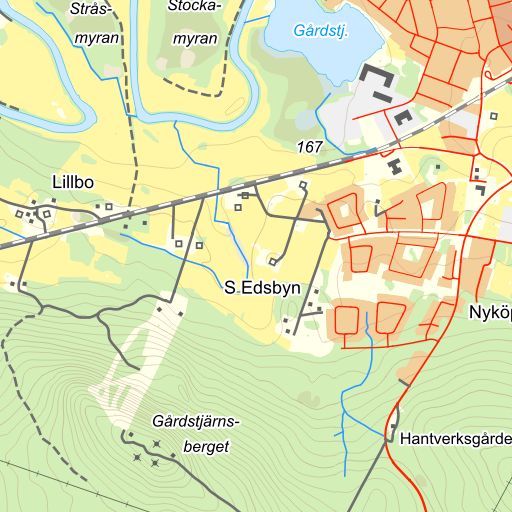 Strås-
myran
Stocka-
myran
Gårdstj.
167
Lillbo
S Edsbyn
Nyköp
Gårdstjärns-
berget
Hantverksgårde